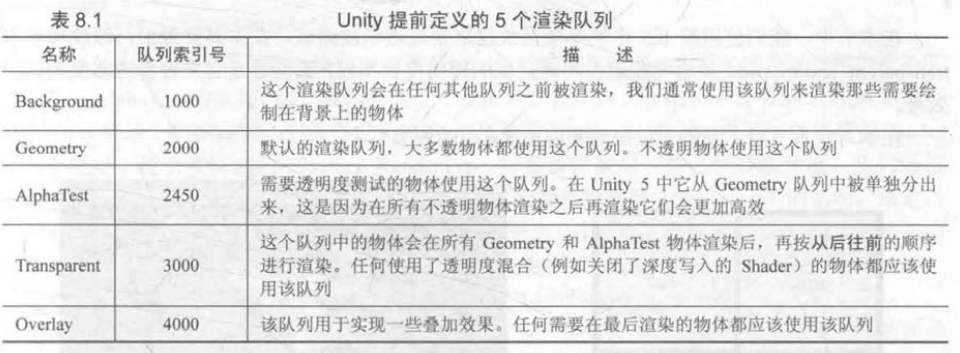 表 8.1 Unity 提前定义的 5 个渲染队列
名称 队列索引号 描 述
Background 1000 这个渲染队列会在任何其他队列之前被渲染，我们通常使用该队列来渲染那些需要绘
制在背景上的物体
Geometry 2000 默认的渲染队列，大多数物体都使用这个队列。不透明物体使用这个队列
AlphaTest 2450 需要透明度测试的物体使用这个队列。在 Unity 5 中它从 Geometry 队列中被单独分出
来，这是因为在所有不透明物体渲染之后再渲染它们会更加高效
Transparent 3000 这个队列中的物体会在所有 Geometry 和 AlphaTest 物体渲染后，再按从后往前的顺序
进行渲染。任何使用了透明度混合（例如关闭了深度写入的 Shader）的物体都应该使
用该队列
Overlay 4000 该队列用于实现一些叠加效果。任何需要在最后渲染的物体都应该使用该队列